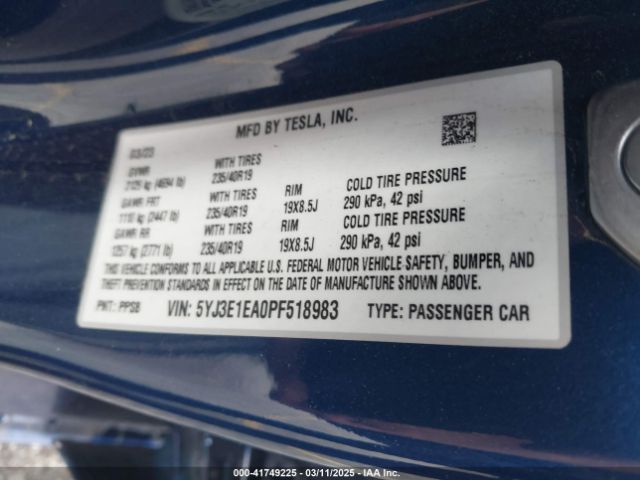 MFD BY TESLA, INC.
03/23
GVWR WITH TIRES
2129 kg (4694 lb) 235/40R19 RIM COLD TIRE PRESSURE
GAWR FRT WITH TIRES 19X8.5J 290 kPa, 42 psi
1110 kg (2447 lb) 235/40R19 RIM COLD TIRE PRESSURE
GAWR RR WITH TIRES 19X8.5J 290 kPa, 42 psi
1257 kg (2771 lb) 235/40R19
THIS VEHICLE CONFORMS TO ALL APPLICABLE U.S. FEDERAL MOTOR VEHICLE SAFETY, BUMPER, AND
THEFT PREVENTION STANDARDS IN EFFECT ON THE DATE OF MANUFACTURE SHOWN ABOVE.
PNT: PPSB VIN: 5YJ3E1EA0PF518983 TYPE: PASSENGER CAR
000-41749225 - 03/11/2025 - IAA Inc.